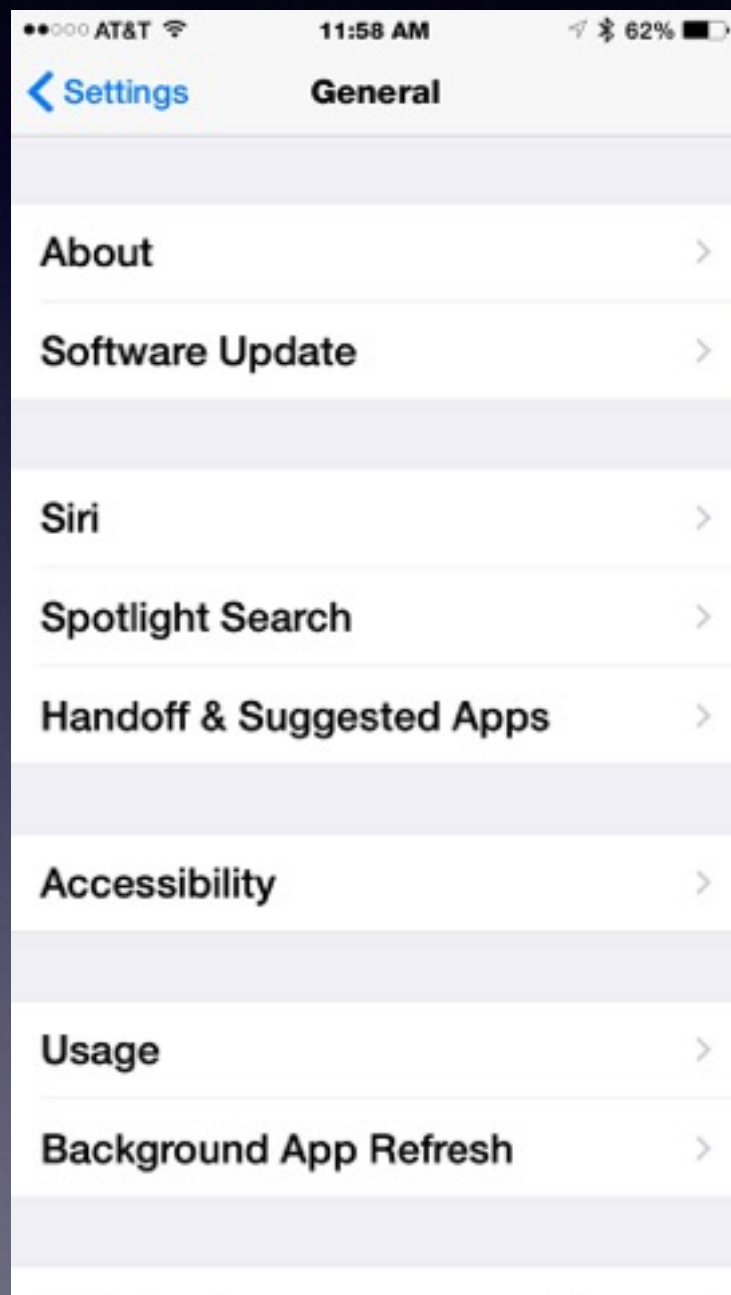 AT&T 11:58 AM 62%
Settings General
About
Software Update
Siri
Spotlight Search
Handoff & Suggested Apps
Accessibility
Usage
Background App Refresh